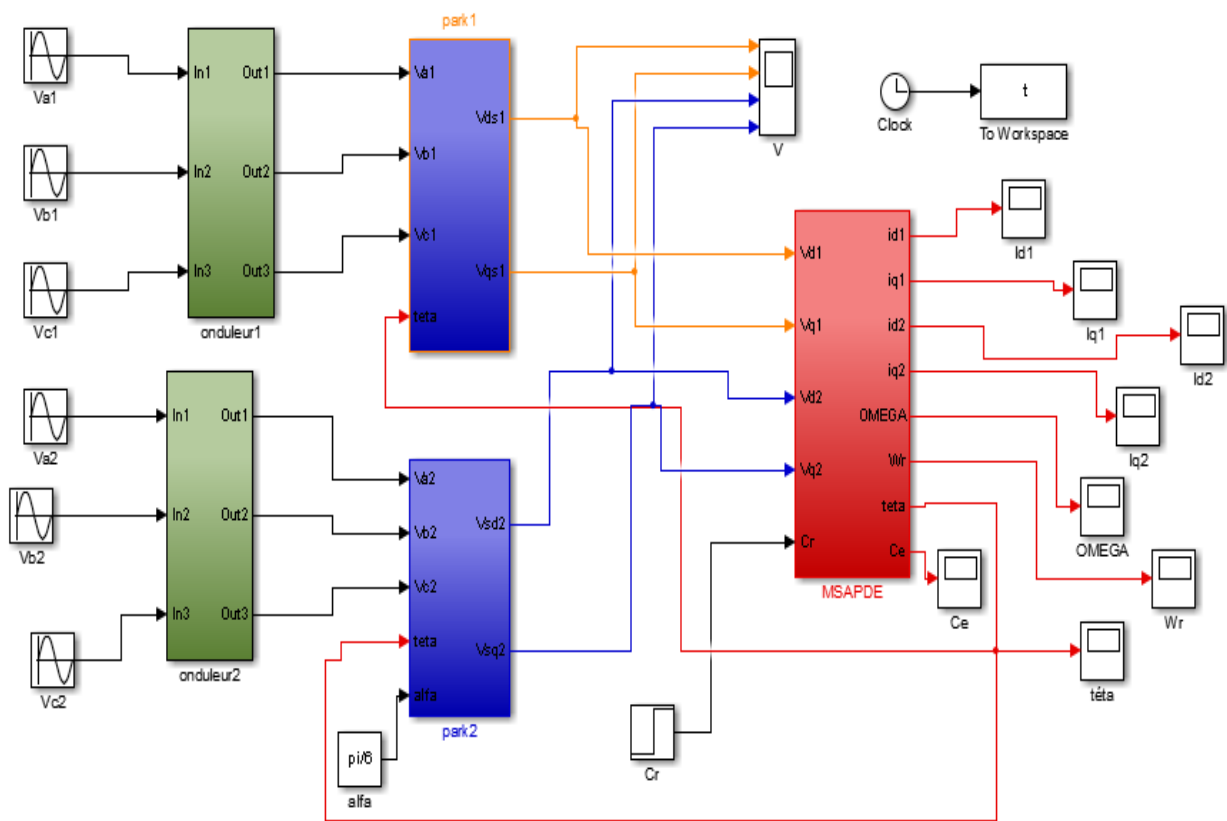 park1
Va1
In1
Out1
Va1
Vds1
In2
Out2
Vb1
Vb1
In3
Out3
Vc1
Vqs1
Vc1
teta
onduleur1
V
Clock
t
To Workspace
Vd1
id1
Id1
Vq1
iq1
Iq1
id2
Id2
Vd2
iq2
Iq2
OMEGA
OMEGA
Vq2
Wr
Wr
teta
téta
Cr
Ce
Ce
MSAPDE
Va2
In1
Out1
Va2
Vsd2
In2
Out2
Vb2
Vb2
In3
Out3
Vc2
Vc2
teta
Vsq2
onduleur2
alfa
park2
pi/6
alfa
Cr